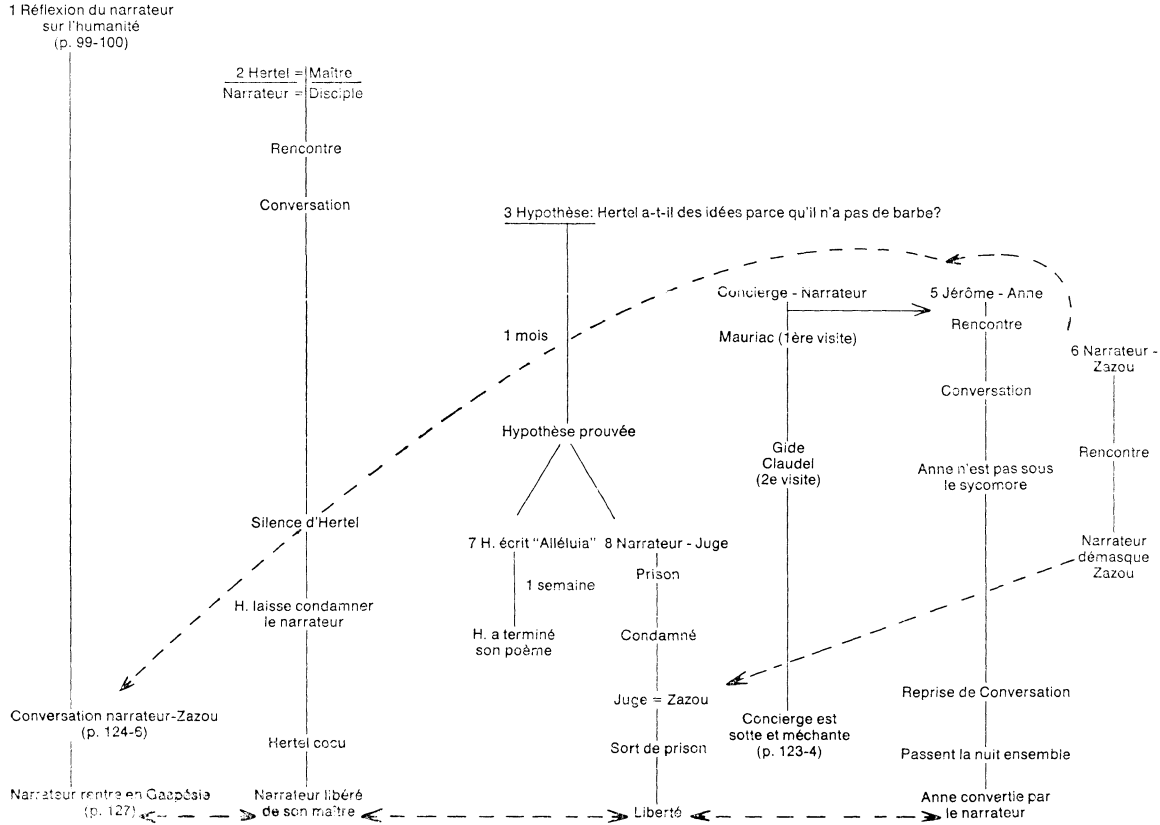 1 Réflexion du narrateur
sur l'humanité
(p. 99-100)
2 Hertel = Maître
Narrateur = Disciple
Rencontre
Conversation
Silence d'Hertel
H. laisse condamner
le narrateur
Hertel cocu
Narrateur libéré
de son maître
Conversation narrateur-Zazou
(p. 124-6)
Narrateur rentre en Gaspésie
(p. 127)
3 Hypothèse: Hertel a-t-il des idées parce qu'il n'a pas de barbe?
1 mois
Hypothèse prouvée
7 H. écrit "Alléluia"
1 semaine
H. a terminé
son poème
8 Narrateur - Juge
Prison
Condamné
Juge = Zazou
Sort de prison
Liberté
Concierge - Narrateur
Mauriac (1ère visite)
Gide
Claudel
(2e visite)
Concierge est
sotte et méchante
(p. 123-4)
5 Jérôme - Anne
Rencontre
Conversation
Anne n'est pas sous
le sycomore
Reprise de Conversation
Passent la nuit ensemble
Anne convertie par
le narrateur
6 Narrateur -
Zazou
Rencontre
Narrateur
démasque
Zazou